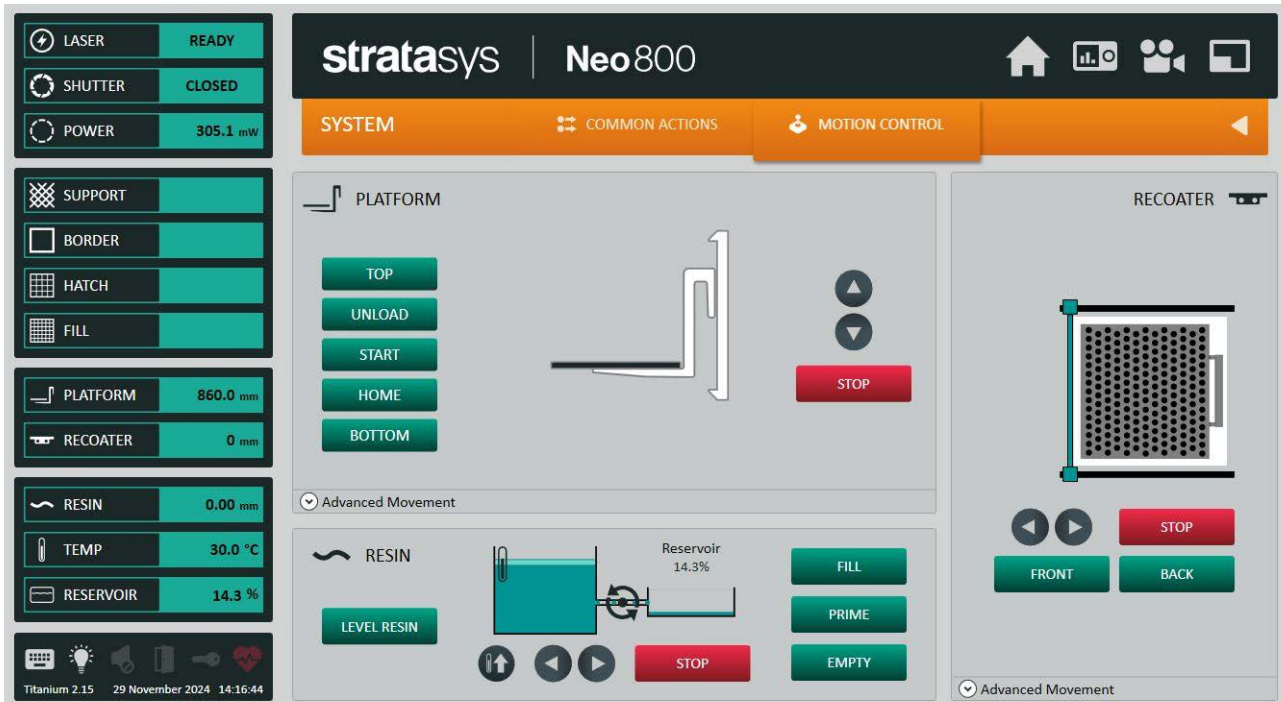 LASER READY
SHUTTER CLOSED
POWER 305.1 mW
SUPPORT
BORDER
HATCH
FILL
PLATFORM 860.0 mm
RECOATER 0 mm
RESIN 0.00 mm
TEMP 30.0 °C
RESERVOIR 14.3 %
Titanium 2.15 29 November 2024 14:16:44
stratasys Neo800
SYSTEM COMMON ACTIONS MOTION CONTROL
PLATFORM
TOP
UNLOAD
START
HOME
BOTTOM
STOP
Advanced Movement
RESIN
LEVEL RESIN
Reservoir
14.3%
STOP
FILL
PRIME
EMPTY
RECOATER
STOP
FRONT BACK
Advanced Movement